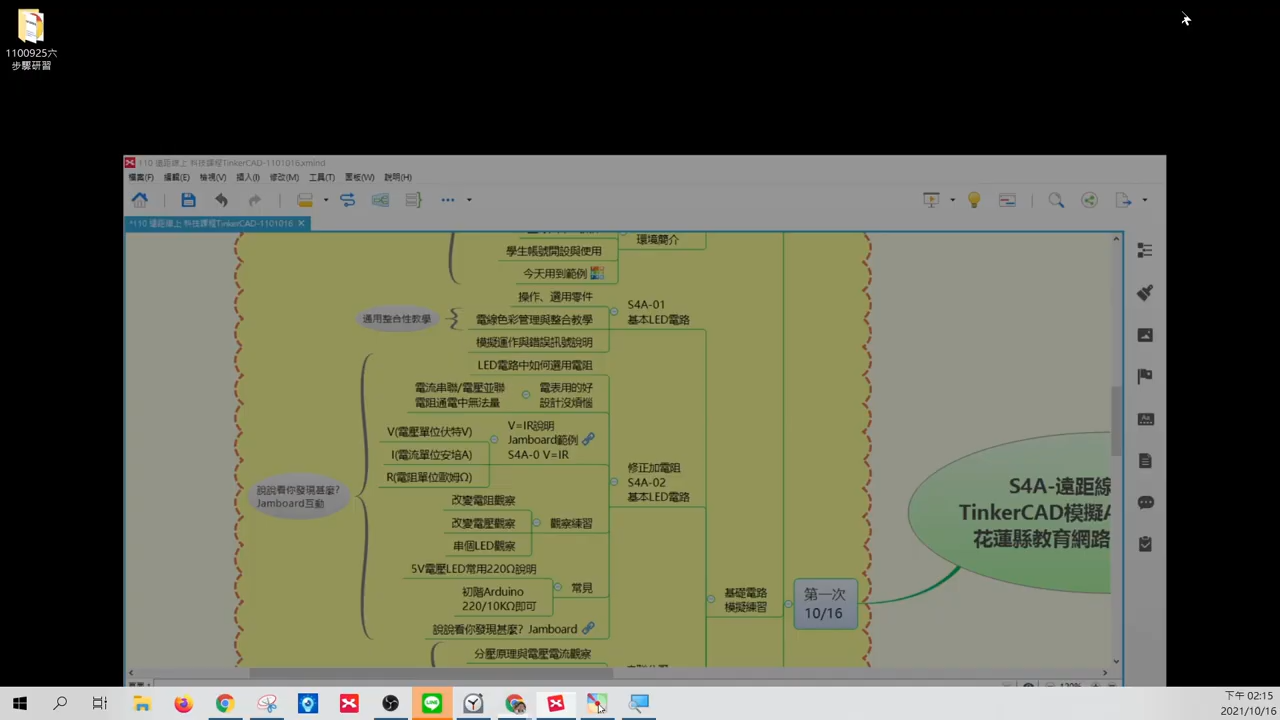 1100925六
步驟研習
110 遠距線上 科技課程TinkerCAD-1101016.xmind
檔案(F) 編輯(E) 檢視(V) 插入(I) 修改(M) 工具(T) 面板(W) 說明(H)
*110 遠距線上 科技課程TinkerCAD-1101016
環境簡介
學生帳號開設與使用
今天用到範例
操作、選用零件
S4A-01
基本LED電路
通用整合性教學
電線色彩管理與整合教學
模擬運作與錯誤訊號說明
LED電路中如何選用電阻
電流串聯/電壓並聯
電阻通電中無法量
電表用的好
設計沒煩惱
V(電壓單位伏特V)
I(電流單位安培A)
R(電阻單位歐姆Ω)
V=IR說明
Jamboard範例
S4A-0 V=IR
修正加電阻
S4A-02
基本LED電路
說說看你發現甚麼?
Jamboard互動
改變電阻觀察
改變電壓觀察
串個LED觀察
觀察練習
5V電壓LED常用220Ω說明
初階Arduino
220/10KΩ即可
常見
說說看你發現甚麼? Jamboard
分壓原理與電壓電流觀察
基礎電路
模擬練習
第一次
10/16
S4A-遠距線
TinkerCAD模擬A
花蓮縣教育網路
120%
LINE
下午 02:15
2021/10/16